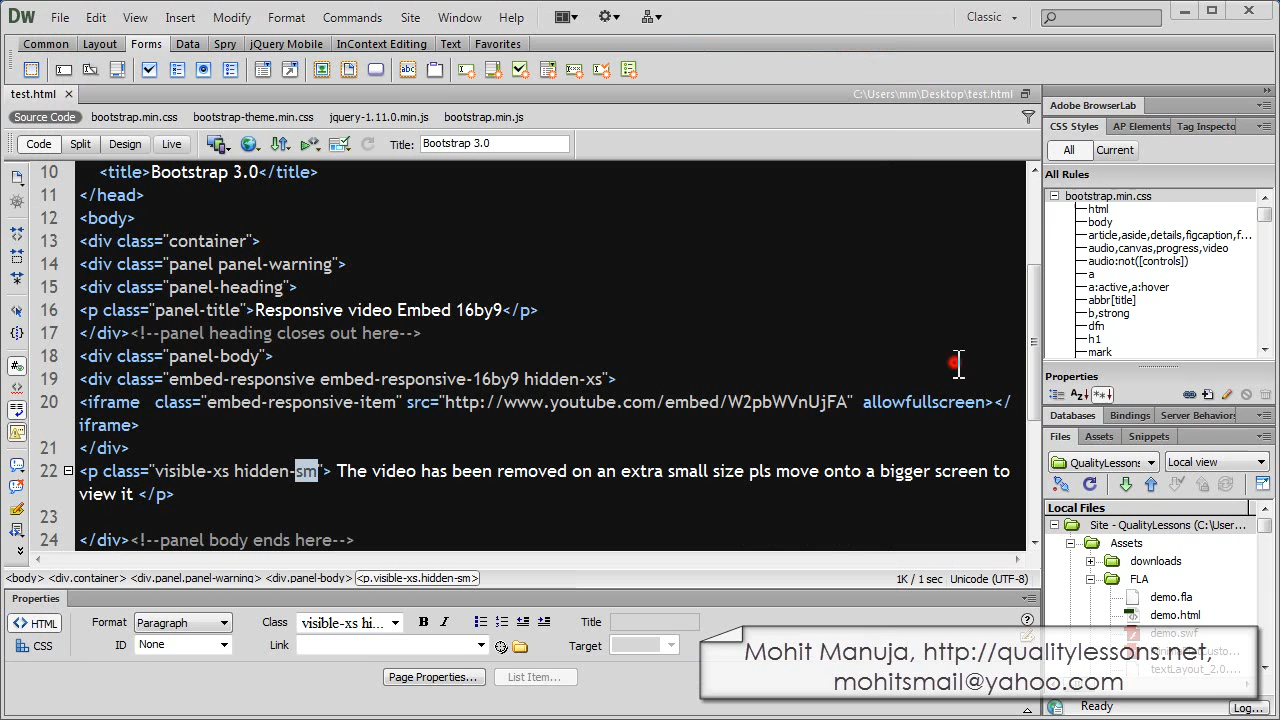 Dw File Edit View Insert Modify Format Commands Site Window Help Classic
Common Layout Forms Data Spry jQuery Mobile InContext Editing Text Favorites
abc
test.html × C:\Users\mm\Desktop\test.html
Source Code bootstrap.min.css bootstrap-theme.min.css jquery-1.11.0.min.js bootstrap.min.js
Code Split Design Live Title: Bootstrap 3.0
10 <title>Bootstrap 3.0</title>
11 </head>
12 <body>
13 <div class="container">
14 <div class="panel panel-warning">
15 <div class="panel-heading">
16 <p class="panel-title">Responsive video Embed 16by9</p>
17 </div><!--panel heading closes out here-->
18 <div class="panel-body">
19 <div class="embed-responsive embed-responsive-16by9 hidden-xs">
20 <iframe class="embed-responsive-item" src="http://www.youtube.com/embed/W2pbWVnUjFA" allowfullscreen></
iframe>
21 </div>
22 <p class="visible-xs hidden-sm"> The video has been removed on an extra small size pls move onto a bigger screen to
view it </p>
23
24 </div><!--panel body ends here-->
<body> <div.container> <div.panel.panel-warning> <div.panel-body> <p.visible-xs.hidden-sm> 1K / 1 sec Unicode (UTF-8)
Properties
<> HTML Format Paragraph Class visible-xs hi... B I Title
CSS ID None Link Target
Page Properties... List Item...
Adobe BrowserLab
CSS Styles AP Elements Tag Inspecto
All Current
All Rules
bootstrap.min.css
html
body
article,aside,details,figcaption,f...
audio,canvas,progress,video
audio:not([controls])
a
a:active,a:hover
abbr[title]
b,strong
dfn
h1
mark
Properties
Databases Bindings Server Behaviors
Files Assets Snippets
QualityLessons Local view
Local Files
Site - QualityLessons (C:\User...
Assets
downloads
FLA
demo.fla
demo.html
demo.swf
textLayout_2.0...
Ready Log...
Mohit Manuja, http://qualitylessons.net,
mohitsmail@yahoo.com